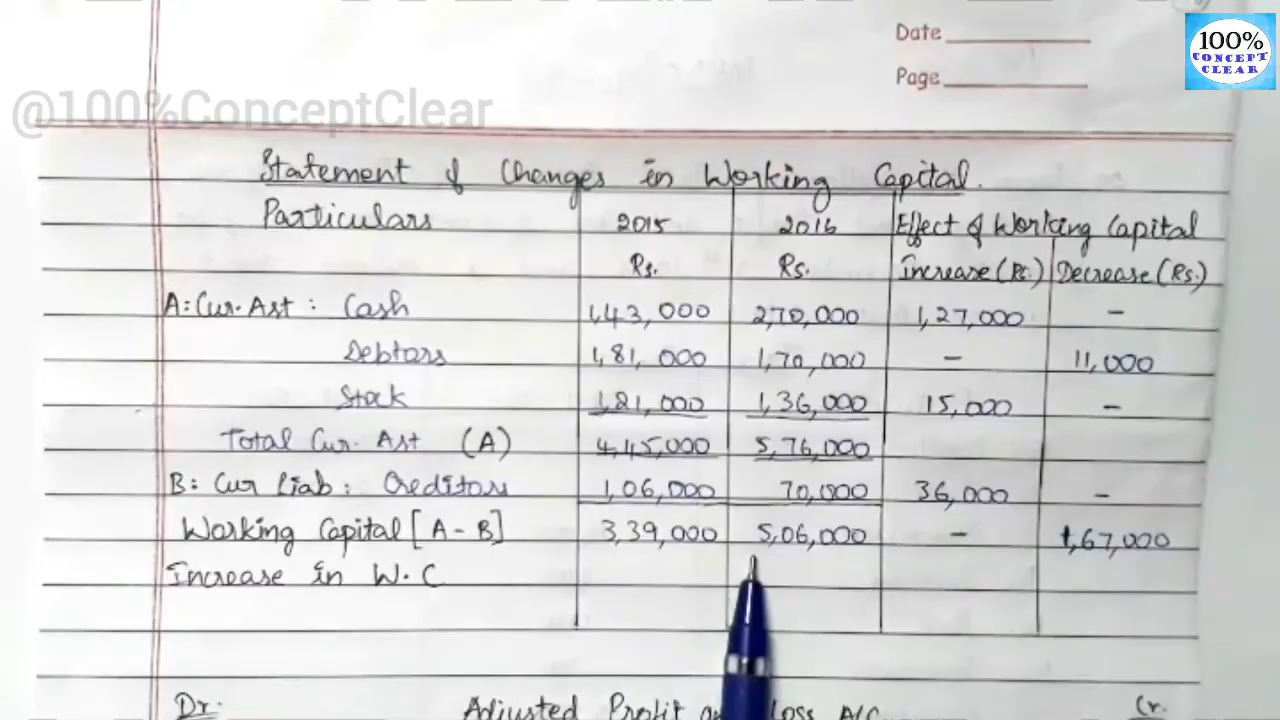 Date
100%
CONCEPT
CLEAR
Page
@100%ConceptClear
Statement of Changes in Working Capital.
Particulars 2015 2016 Effect of Working Capital
Rs. Rs. Increase (Rs.) Decrease (Rs.)
A: Cur. Ast : Cash 1,43,000 2,70,000 1,27,000 -
Debtors 1,81,000 1,70,000 - 11,000
Stock 1,21,000 1,36,000 15,000 -
Total Cur. Ast (A) 4,45,000 5,76,000
B: Cur Liab: Creditors 1,06,000 70,000 36,000 -
Working Capital [A - B] 3,39,000 5,06,000 - 1,67,000
Increase in W.C
Dr. Adjusted Profit Loss A/C Cr.